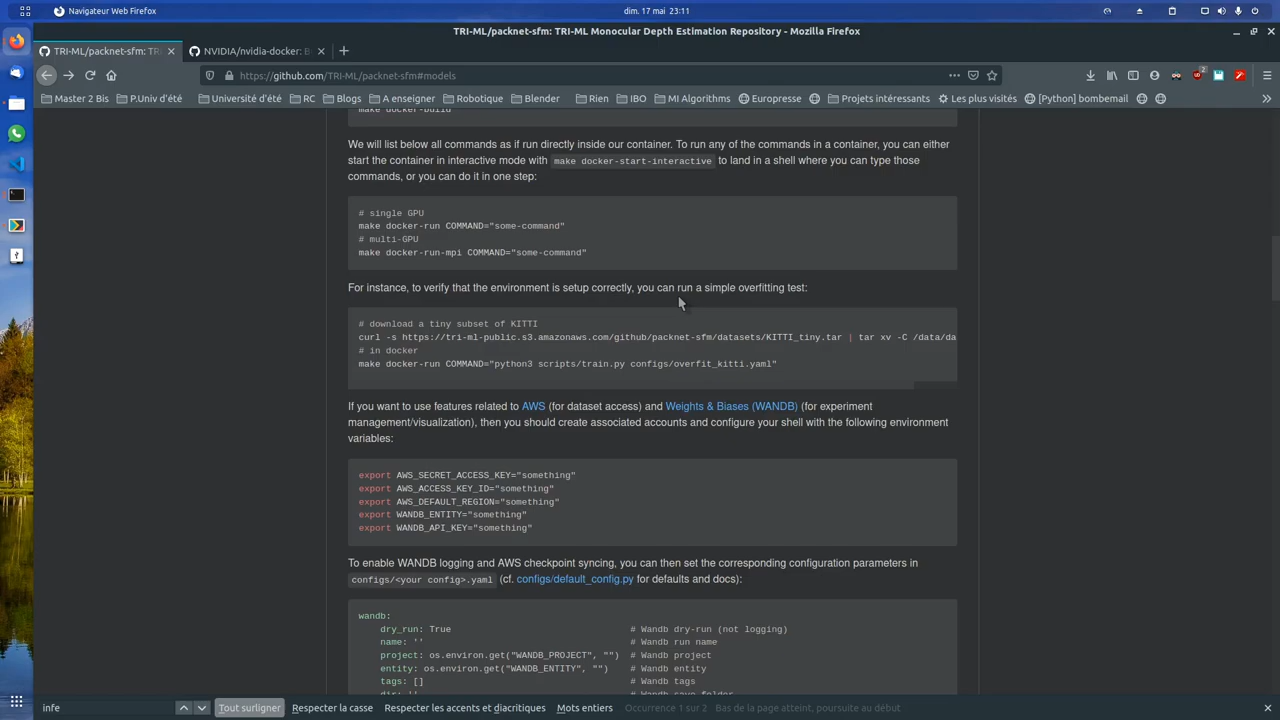 Navigateur Web Firefox
dim. 17 mai 23:11
TRI-ML/packnet-sfm: TRI-ML Monocular Depth Estimation Repository - Mozilla Firefox
TRI-ML/packnet-sfm: TR
NVIDIA/nvidia-docker: B
https://github.com/TRI-ML/packnet-sfm#models
2
Master 2 Bis P.Univ d'été Université d'été RC Blogs A enseigner Robotique Blender Rien IBO MI Algorithms Europresse Projets intéressants Les plus visités [Python] bombemail
make docker-build
We will list below all commands as if run directly inside our container. To run any of the commands in a container, you can either
start the container in interactive mode with make docker-start-interactive to land in a shell where you can type those
commands, or you can do it in one step:
# single GPU
make docker-run COMMAND="some-command"
# multi-GPU
make docker-run-mpi COMMAND="some-command"
For instance, to verify that the environment is setup correctly, you can run a simple overfitting test:
# download a tiny subset of KITTI
curl -s https://tri-ml-public.s3.amazonaws.com/github/packnet-sfm/datasets/KITTI_tiny.tar | tar xv -C /data/da
# in docker
make docker-run COMMAND="python3 scripts/train.py configs/overfit_kitti.yaml"
If you want to use features related to AWS (for dataset access) and Weights & Biases (WANDB) (for experiment
management/visualization), then you should create associated accounts and configure your shell with the following environment
variables:
export AWS_SECRET_ACCESS_KEY="something"
export AWS_ACCESS_KEY_ID="something"
export AWS_DEFAULT_REGION="something"
export WANDB_ENTITY="something"
export WANDB_API_KEY="something"
To enable WANDB logging and AWS checkpoint syncing, you can then set the corresponding configuration parameters in
configs/<your config>.yaml (cf. configs/default_config.py for defaults and docs):
wandb:
dry_run: True # Wandb dry-run (not logging)
name: '' # Wandb run name
project: os.environ.get("WANDB_PROJECT", "") # Wandb project
entity: os.environ.get("WANDB_ENTITY", "") # Wandb entity
tags: [] # Wandb tags
dir: '' # Wandb save folder
infe Tout surligner Respecter la casse Respecter les accents et diacritiques Mots entiers Occurrence 1 sur 2 Bas de la page atteint, poursuite au début